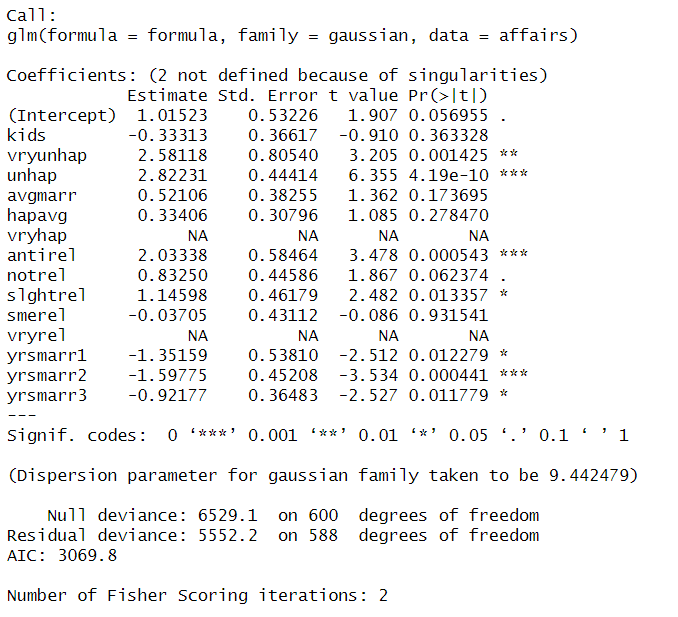 Call:
glm(formula = formula, family = gaussian, data = affairs)
Coefficients: (2 not defined because of singularities)
Estimate Std. Error t value Pr(>|t|)
(Intercept) 1.01523 0.53226 1.907 0.056955 .
kids -0.33313 0.36617 -0.910 0.363328
vryunhap 2.58118 0.80540 3.205 0.001425 **
unhap 2.82231 0.44414 6.355 4.19e-10 ***
avgmarr 0.52106 0.38255 1.362 0.173695
hapavg 0.33406 0.30796 1.085 0.278470
vryhap NA NA NA NA
antirel 2.03338 0.58464 3.478 0.000543 ***
notrel 0.83250 0.44586 1.867 0.062374 .
slghtrel 1.14598 0.46179 2.482 0.013357 *
smerel -0.03705 0.43112 -0.086 0.931541
vryrel NA NA NA NA
yrsmarr1 -1.35159 0.53810 -2.512 0.012279 *
yrsmarr2 -1.59775 0.45208 -3.534 0.000441 ***
yrsmarr3 -0.92177 0.36483 -2.527 0.011779 *
---
Signif. codes: 0 ‘***’ 0.001 ‘**’ 0.01 ‘*’ 0.05 ‘.’ 0.1 ‘ ’ 1
(Dispersion parameter for gaussian family taken to be 9.442479)
Null deviance: 6529.1 on 600 degrees of freedom
Residual deviance: 5552.2 on 588 degrees of freedom
AIC: 3069.8
Number of Fisher Scoring iterations: 2